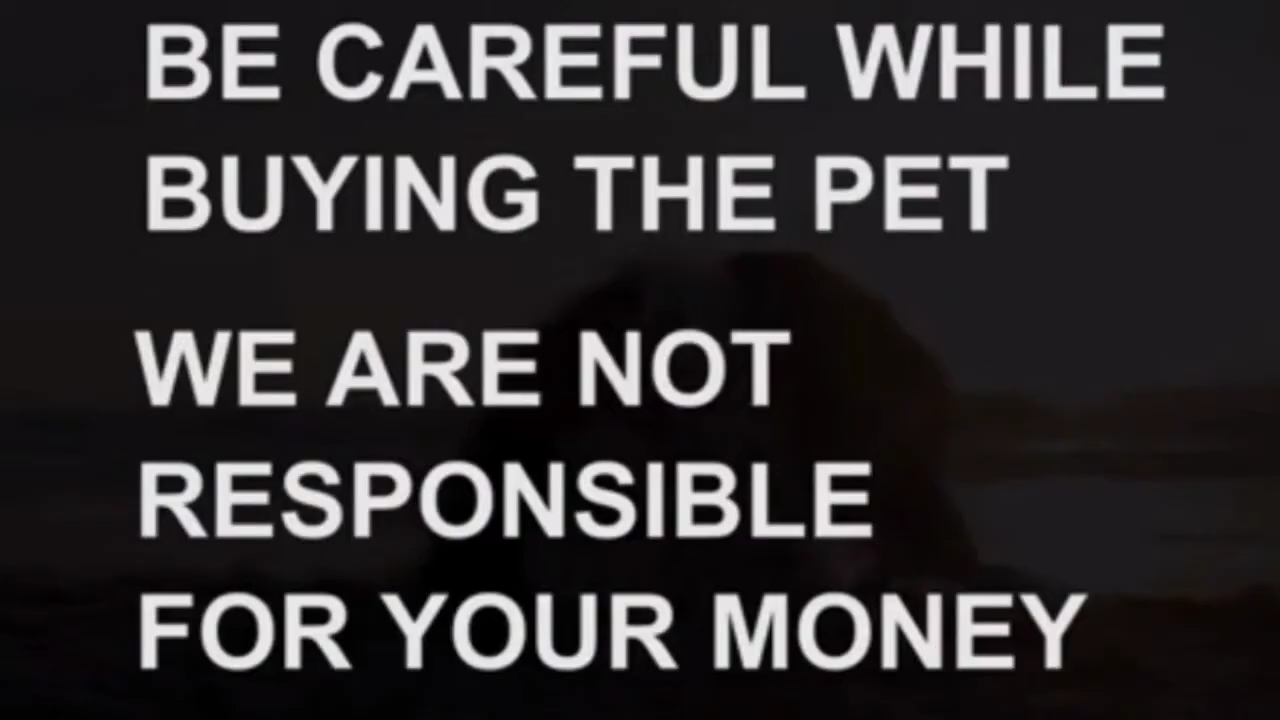 BE CAREFUL WHILE
BUYING THE PET
WE ARE NOT
RESPONSIBLE
FOR YOUR MONEY